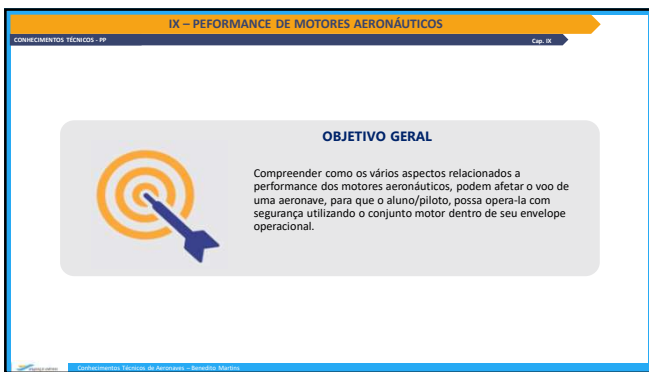 IX – PEFORMANCE DE MOTORES AERONÁUTICOS
CONHECIMENTOS TÉCNICOS - PP
Cap. IX
OBJETIVO GERAL
Compreender como os vários aspectos relacionados a
performance dos motores aeronáuticos, podem afetar o voo de
uma aeronave, para que o aluno/piloto, possa opera-la com
segurança utilizando o conjunto motor dentro de seu envelope
operacional.
Conhecimentos Técnicos de Aeronaves – Benedito Martins